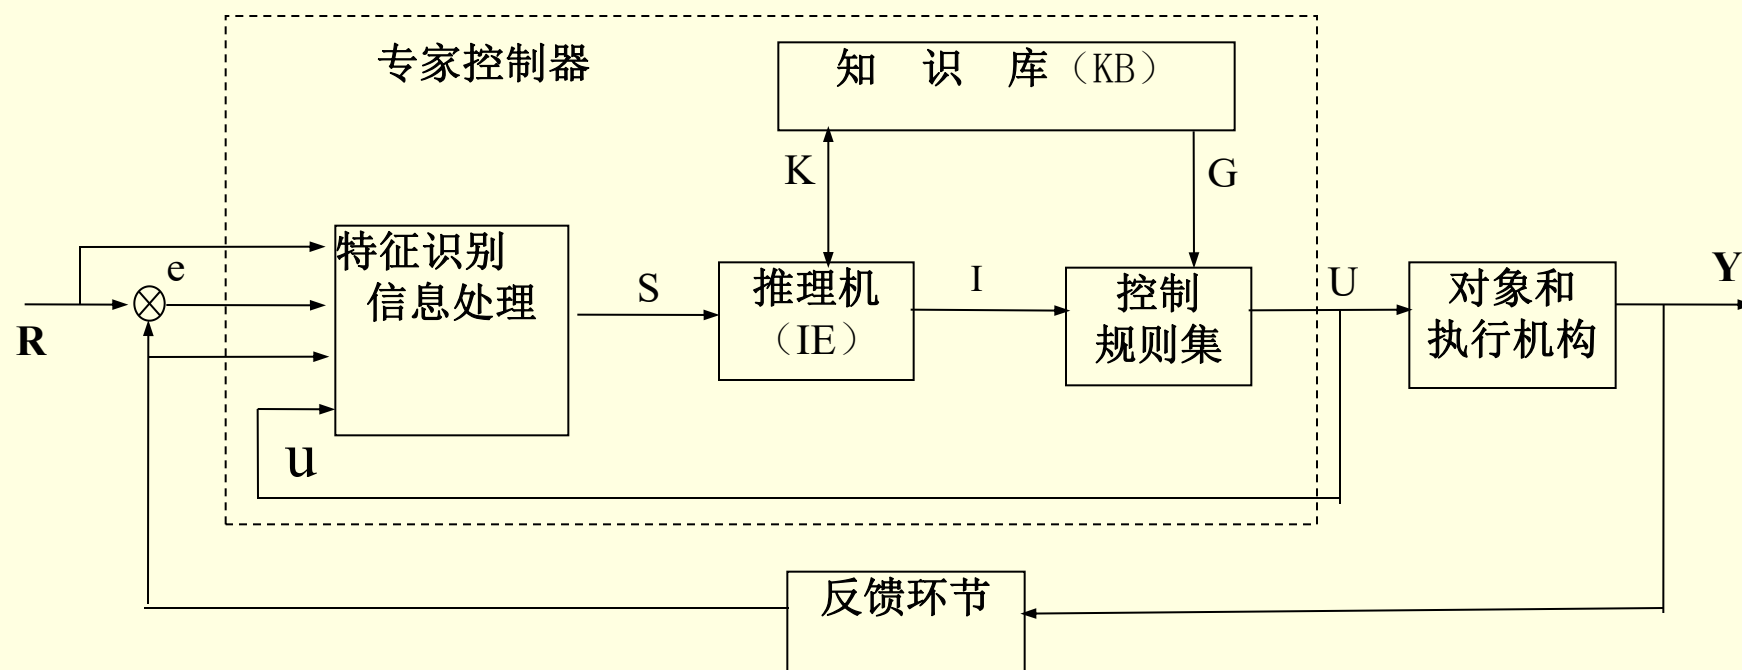 专家控制器
知 识 库（KB）
K
G
特征识别
信息处理
e
S
推理机
（IE）
I
控制
规则集
U
对象和
执行机构
Y
R
u
反馈环节